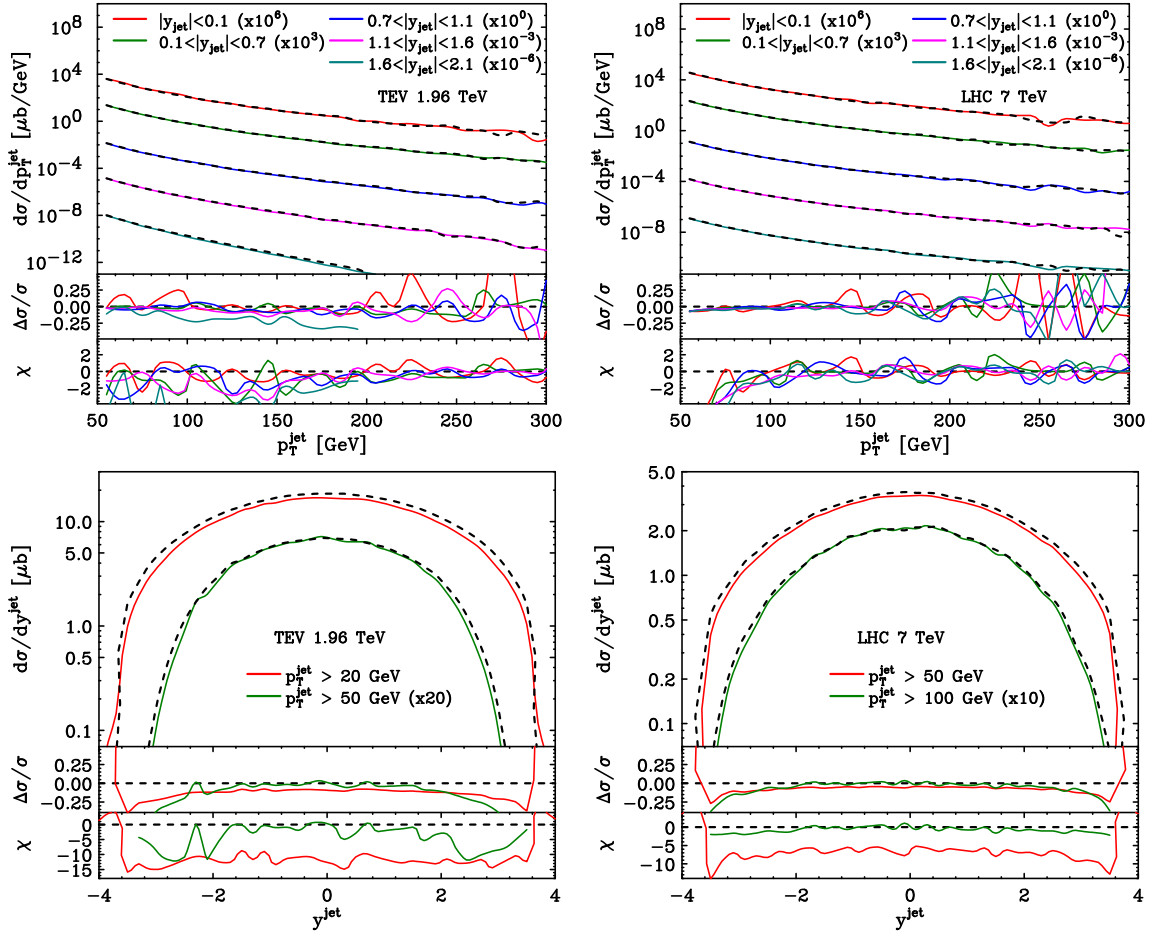 |y_jet|<0.1 (x10^6)
0.1<|y_jet|<0.7 (x10^3)
0.7<|y_jet|<1.1 (x10^0)
1.1<|y_jet|<1.6 (x10^-3)
1.6<|y_jet|<2.1 (x10^-6)
TEV 1.96 TeV
dσ/dp_T^jet [μb/GeV]
10^8
10^4
10^0
10^-4
10^-8
10^-12
Δσ/σ
0.25
0.00
−0.25
χ
2
0
−2
50 100 150 200 250 300
p_T^jet [GeV]
|y_jet|<0.1 (x10^6)
0.1<|y_jet|<0.7 (x10^3)
0.7<|y_jet|<1.1 (x10^0)
1.1<|y_jet|<1.6 (x10^-3)
1.6<|y_jet|<2.1 (x10^-6)
LHC 7 TeV
dσ/dp_T^jet [μb/GeV]
10^8
10^4
10^0
10^-4
10^-8
Δσ/σ
0.25
0.00
−0.25
χ
2
0
−2
50 100 150 200 250 300
p_T^jet [GeV]
dσ/dy^jet [μb]
10.0
5.0
1.0
0.5
0.1
TEV 1.96 TeV
p_T^jet > 20 GeV
p_T^jet > 50 GeV (x20)
Δσ/σ
0.25
0.00
−0.25
χ
0
−5
−10
−15
−4 −2 0 2 4
y^jet
dσ/dy^jet [μb]
5.0
2.0
1.0
0.5
0.2
0.1
LHC 7 TeV
p_T^jet > 50 GeV
p_T^jet > 100 GeV (x10)
Δσ/σ
0.25
0.00
−0.25
χ
0
−5
−10
−4 −2 0 2 4
y^jet